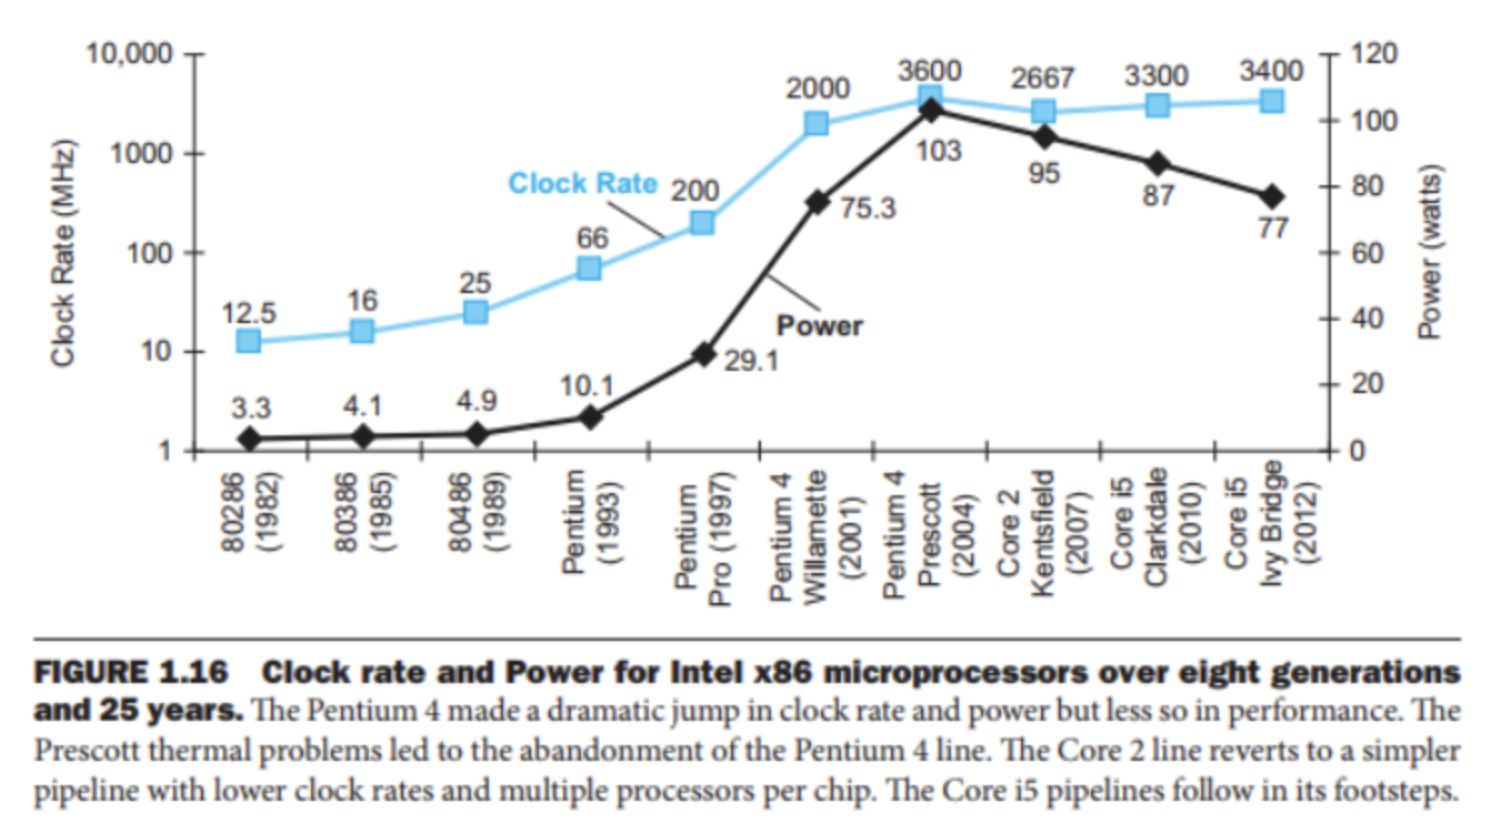 10,000
1000
100
10
1
Clock Rate (MHz)
120
100
80
60
40
20
0
Power (watts)
Clock Rate
12.5
16
25
66
200
2000
3600
2667
3300
3400
Power
3.3
4.1
4.9
10.1
29.1
75.3
103
95
87
77
80286
(1982)
80386
(1985)
80486
(1989)
Pentium
(1993)
Pentium
Pro (1997)
Pentium 4
Willamette
(2001)
Pentium 4
Prescott
(2004)
Core 2
Kentsfield
(2007)
Core i5
Clarkdale
(2010)
Core i5
Ivy Bridge
(2012)
FIGURE 1.16 Clock rate and Power for Intel x86 microprocessors over eight generations
and 25 years. The Pentium 4 made a dramatic jump in clock rate and power but less so in performance. The
Prescott thermal problems led to the abandonment of the Pentium 4 line. The Core 2 line reverts to a simpler
pipeline with lower clock rates and multiple processors per chip. The Core i5 pipelines follow in its footsteps.